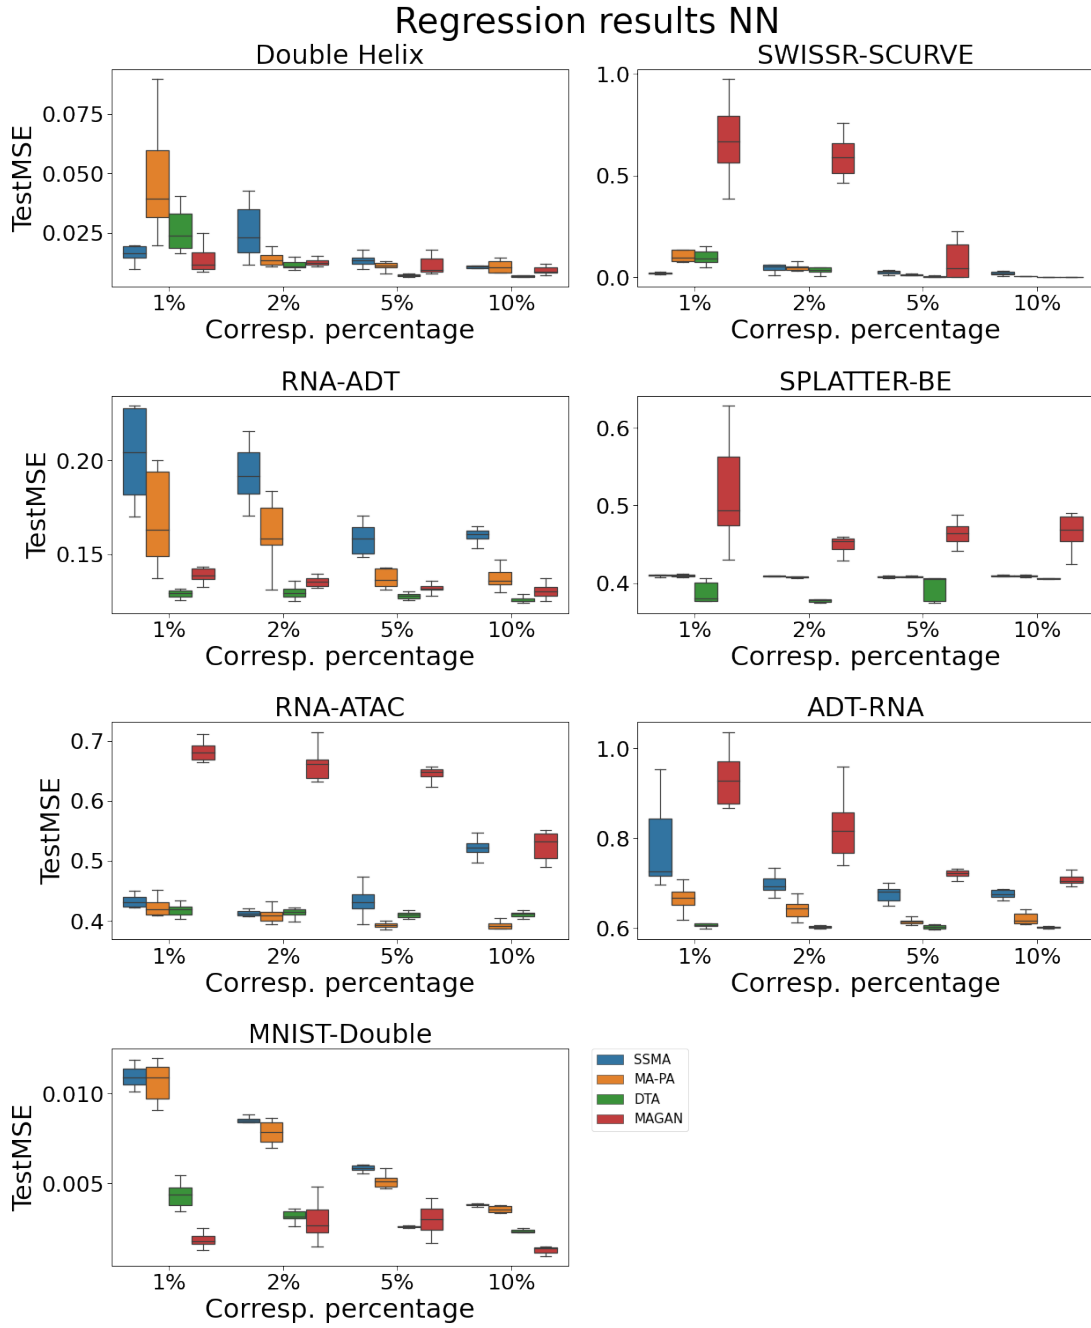 Regression results NN
Double Helix
SWISSR-SCURVE
TestMSE
0.075
0.050
0.025
1% 2% 5% 10%
Corresp. percentage
1.0
0.5
0.0
1% 2% 5% 10%
Corresp. percentage
RNA-ADT
SPLATTER-BE
TestMSE
0.20
0.15
1% 2% 5% 10%
Corresp. percentage
0.6
0.5
0.4
1% 2% 5% 10%
Corresp. percentage
RNA-ATAC
ADT-RNA
TestMSE
0.7
0.6
0.5
0.4
1% 2% 5% 10%
Corresp. percentage
1.0
0.8
0.6
1% 2% 5% 10%
Corresp. percentage
MNIST-Double
TestMSE
0.010
0.005
1% 2% 5% 10%
Corresp. percentage
SSMA
MA-PA
DTA
MAGAN